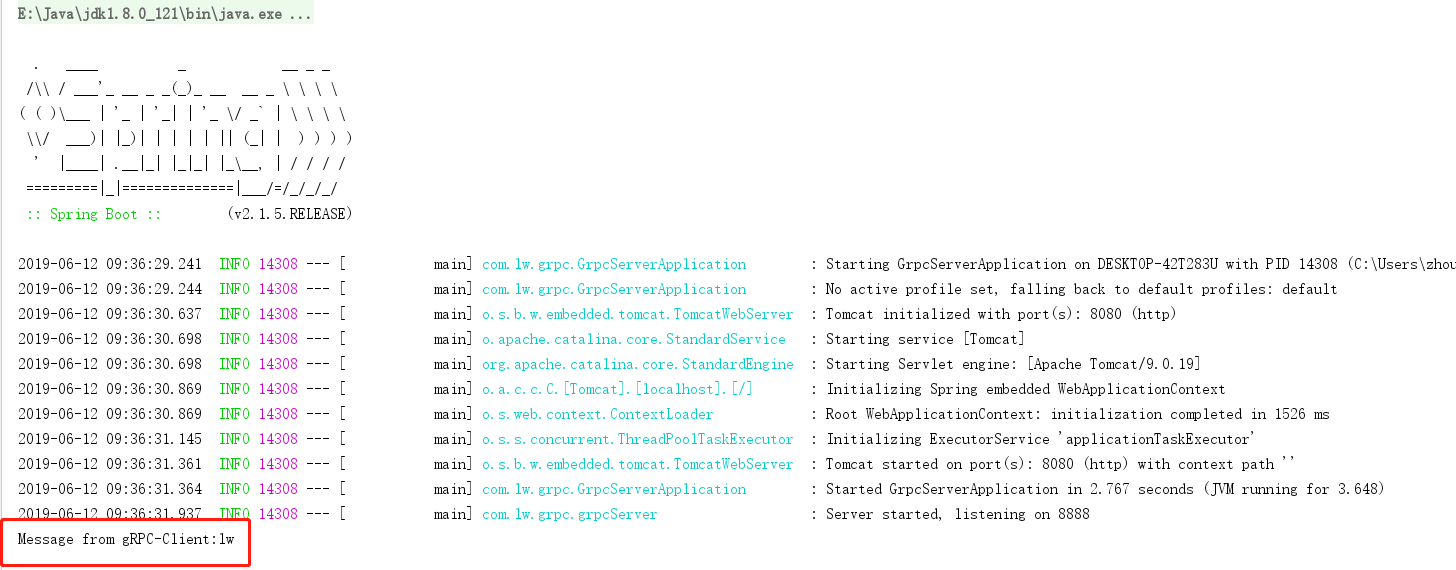 E:\Java\jdk1.8.0_121\bin\java.exe ...
  .   ____          _            __ _ _
 /\\ / ___'_ __ _ _(_)_ __  __ _ \ \ \ \
( ( )\___ | '_ | '_| | '_ \/ _` | \ \ \ \
 \\/  ___)| |_)| | | | | || (_| |  ) ) ) )
  '  |____| .__|_| |_|_| |_\__, | / / / /
 =========|_|==============|___/=/_/_/_/
 :: Spring Boot ::        (v2.1.5.RELEASE)
2019-06-12 09:36:29.241  INFO 14308 --- [           main] com.lw.grpc.GrpcServerApplication        : Starting GrpcServerApplication on DESKTOP-42T283U with PID 14308 (C:\Users\zhou
2019-06-12 09:36:29.244  INFO 14308 --- [           main] com.lw.grpc.GrpcServerApplication        : No active profile set, falling back to default profiles: default
2019-06-12 09:36:30.637  INFO 14308 --- [           main] o.s.b.w.embedded.tomcat.TomcatWebServer  : Tomcat initialized with port(s): 8080 (http)
2019-06-12 09:36:30.698  INFO 14308 --- [           main] o.apache.catalina.core.StandardService   : Starting service [Tomcat]
2019-06-12 09:36:30.698  INFO 14308 --- [           main] org.apache.catalina.core.StandardEngine  : Starting Servlet engine: [Apache Tomcat/9.0.19]
2019-06-12 09:36:30.869  INFO 14308 --- [           main] o.a.c.c.C.[Tomcat].[localhost].[/]       : Initializing Spring embedded WebApplicationContext
2019-06-12 09:36:30.869  INFO 14308 --- [           main] o.s.web.context.ContextLoader            : Root WebApplicationContext: initialization completed in 1526 ms
2019-06-12 09:36:31.145  INFO 14308 --- [           main] o.s.s.concurrent.ThreadPoolTaskExecutor  : Initializing ExecutorService 'applicationTaskExecutor'
2019-06-12 09:36:31.361  INFO 14308 --- [           main] o.s.b.w.embedded.tomcat.TomcatWebServer  : Tomcat started on port(s): 8080 (http) with context path ''
2019-06-12 09:36:31.364  INFO 14308 --- [           main] com.lw.grpc.GrpcServerApplication        : Started GrpcServerApplication in 2.767 seconds (JVM running for 3.648)
2019-06-12 09:36:31.937  INFO 14308 --- [           main] com.lw.grpc.grpcServer                   : Server started, listening on 8888
Message from gRPC-Client:lw